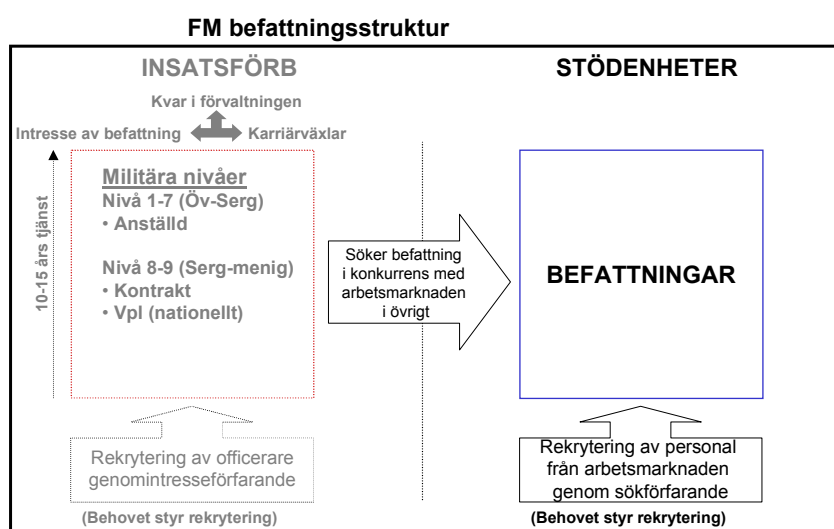 FM befattningsstruktur
INSATSFÖRB
Kvar i förvaltningen
Intresse av befattning
Karriärväxlar
10-15 års tjänst
Militära nivåer
Nivå 1-7 (Öv-Serg)
• Anställd
Nivå 8-9 (Serg-menig)
• Kontrakt
• Vpl (nationellt)
Rekrytering av officerare
genomintresseförfarande
(Behovet styr rekrytering)
Söker befattning
i konkurrens med
arbetsmarknaden
i övrigt
STÖDENHETER
BEFATTNINGAR
Rekrytering av personal
från arbetsmarknaden
genom sökförfarande
(Behovet styr rekrytering)